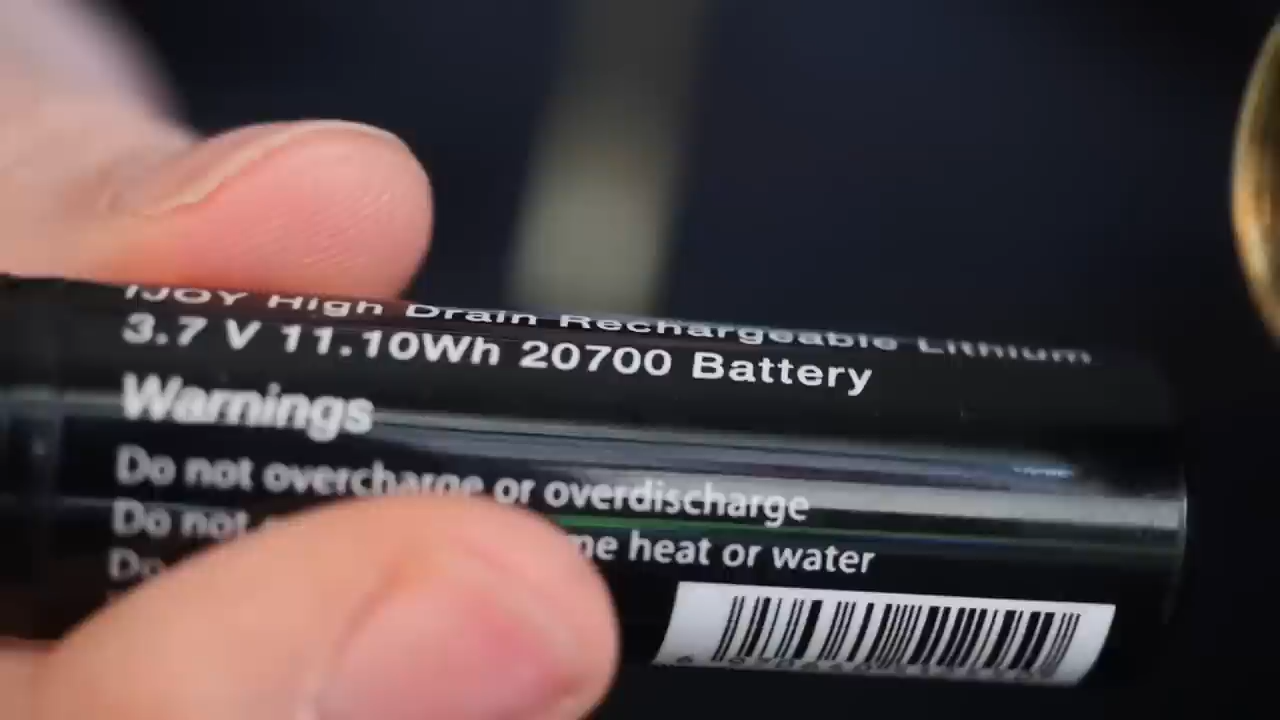 IJOY High Drain Rechargeable Lithium
3.7 V 11.10Wh 20700 Battery
Warnings
Do not overcharge or overdischarge
Do not heat or water
Do